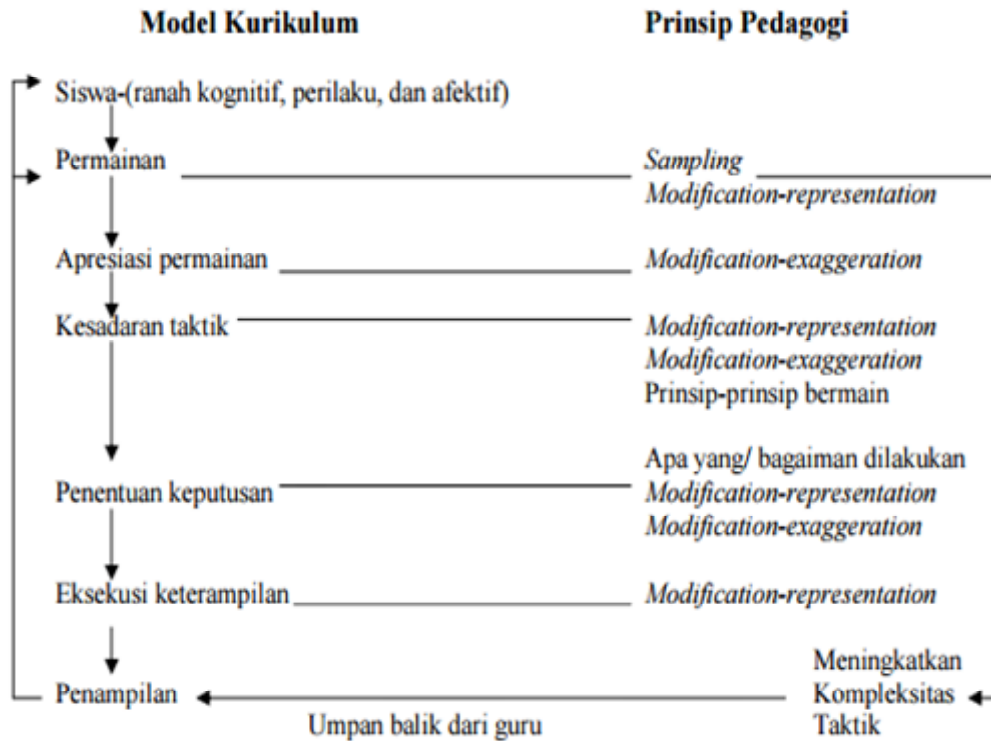 Model Kurikulum Prinsip Pedagogi
Siswa-(ranah kognitif, perilaku, dan afektif)
Permainan Sampling
Modification-representation
Apresiasi permainan Modification-exaggeration
Kesadaran taktik Modification-representation
Modification-exaggeration
Prinsip-prinsip bermain
Apa yang/ bagaiman dilakukan
Penentuan keputusan Modification-representation
Modification-exaggeration
Eksekusi keterampilan Modification-representation
Meningkatkan
Penampilan Kompleksitas
Umpan balik dari guru Taktik